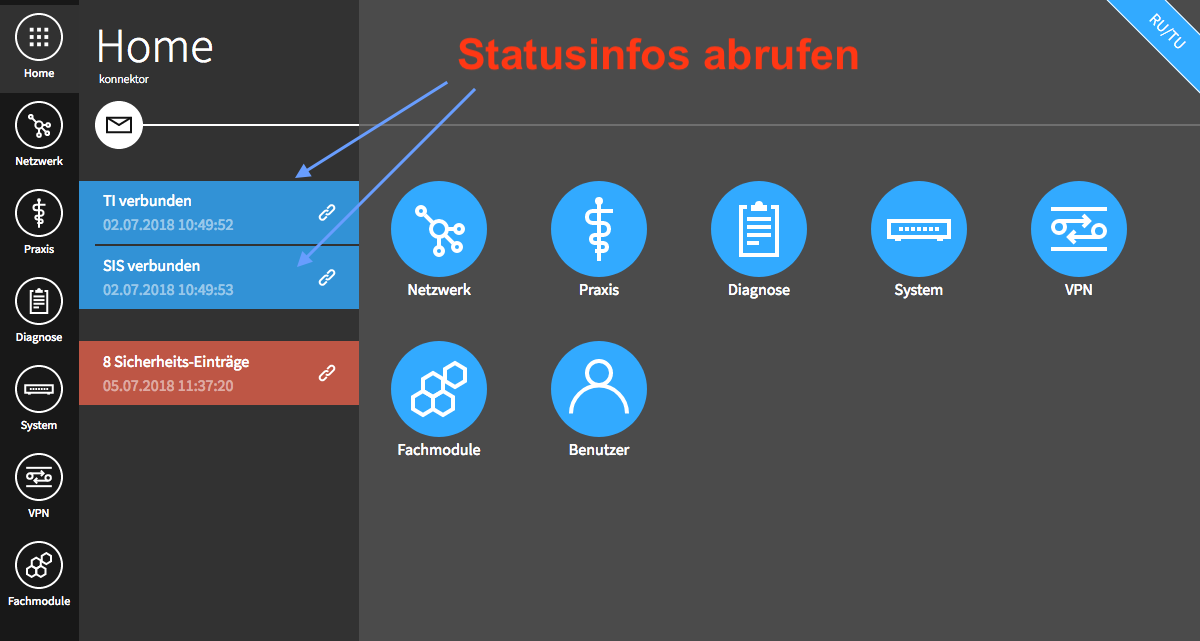 Home
Netzwerk
Praxis
Diagnose
System
VPN
Fachmodule
Home
konnektor
TI verbunden
02.07.2018 10:49:52
SIS verbunden
02.07.2018 10:49:53
8 Sicherheits-Einträge
05.07.2018 11:37:20
Statusinfos abrufen
RU/TU
Netzwerk
Praxis
Diagnose
System
VPN
Fachmodule
Benutzer